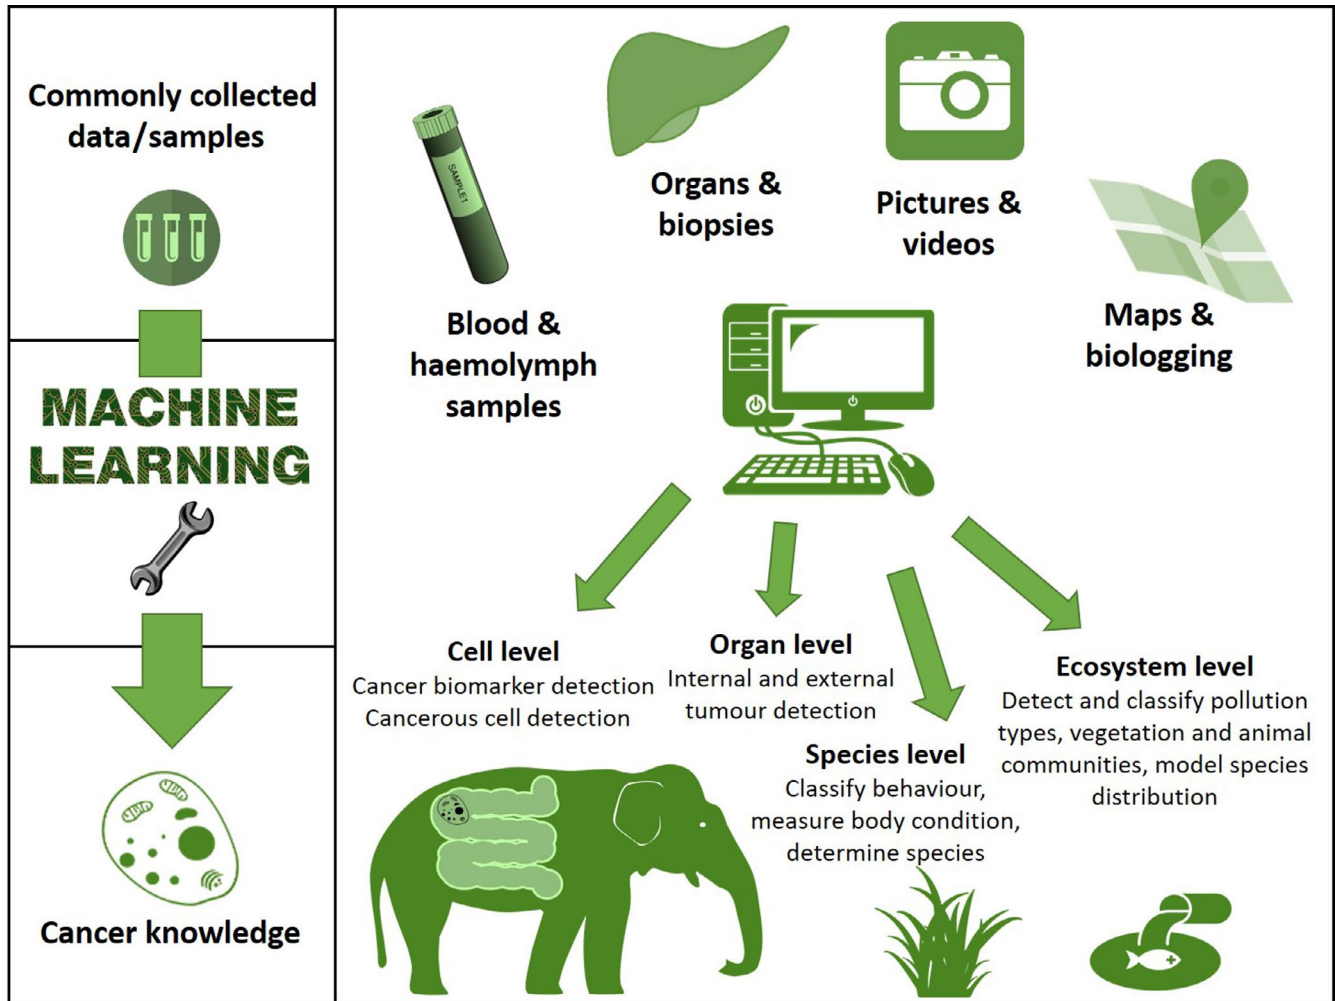 Commonly collected
data/samples
MACHINE
LEARNING
Cancer knowledge
SAMPLE1
Blood &
haemolymph
samples
Organs &
biopsies
Pictures &
videos
Maps &
biologging
Cell level
Cancer biomarker detection
Cancerous cell detection
Organ level
Internal and external
tumour detection
Species level
Classify behaviour,
measure body condition,
determine species
Ecosystem level
Detect and classify pollution
types, vegetation and animal
communities, model species
distribution